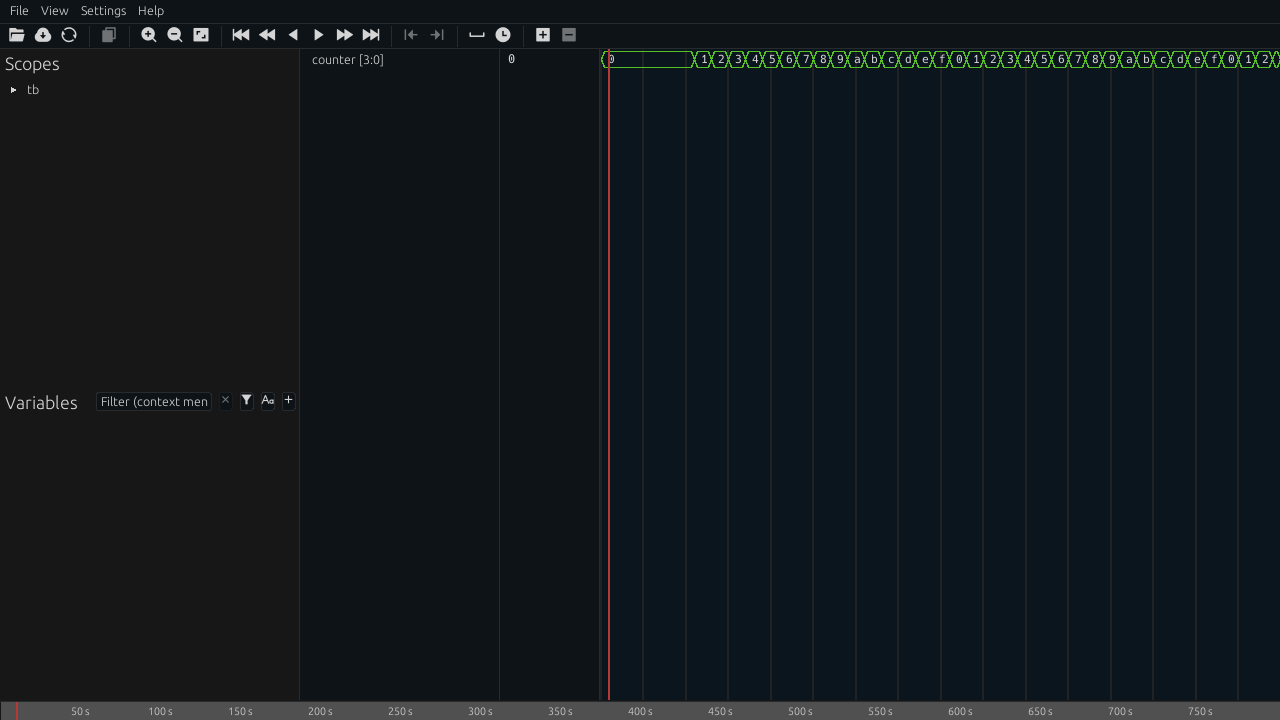 File View Settings Help
Scopes
tb
counter [3:0]
0
0 1 2 3 4 5 6 7 8 9 a b c d e f 0 1 2 3 4 5 6 7 8 9 a b c d e f 0 1 2
Variables
Filter (context men
Aa
50 s 100 s 150 s 200 s 250 s 300 s 350 s 400 s 450 s 500 s 550 s 600 s 650 s 700 s 750 s